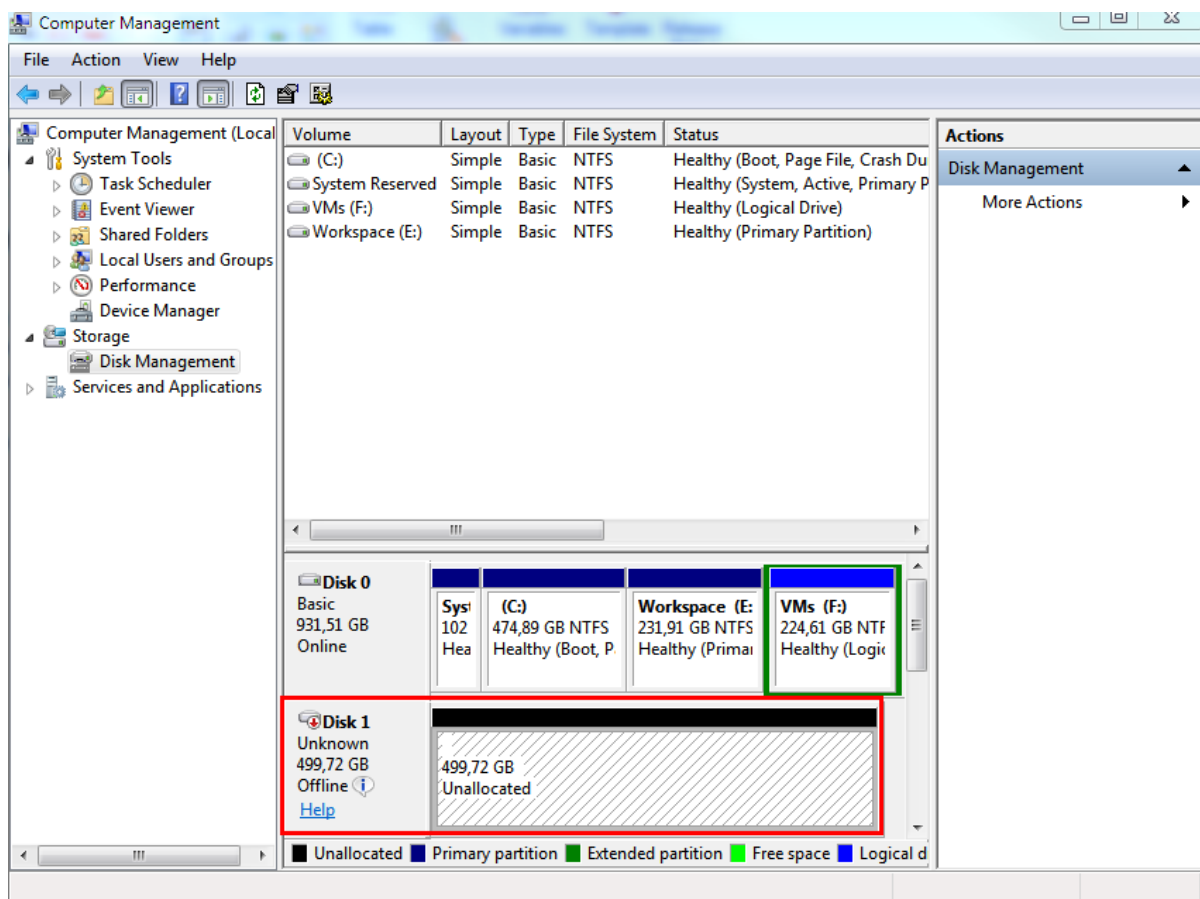 Computer Management
File Action View Help
Computer Management (Local
System Tools
Task Scheduler
Event Viewer
Shared Folders
Local Users and Groups
Performance
Device Manager
Storage
Disk Management
Services and Applications
Volume Layout Type File System Status
(C:) Simple Basic NTFS Healthy (Boot, Page File, Crash Du
System Reserved Simple Basic NTFS Healthy (System, Active, Primary P
VMs (F:) Simple Basic NTFS Healthy (Logical Drive)
Workspace (E:) Simple Basic NTFS Healthy (Primary Partition)
Disk 0
Basic
931,51 GB
Online
Syst
102
Hea
(C:)
474,89 GB NTFS
Healthy (Boot, P
Workspace (E:
231,91 GB NTFS
Healthy (Primar
VMs (F:)
224,61 GB NTF
Healthy (Logic
Disk 1
Unknown
499,72 GB
Offline
Help
499,72 GB
Unallocated
Unallocated Primary partition Extended partition Free space Logical d
Actions
Disk Management
More Actions